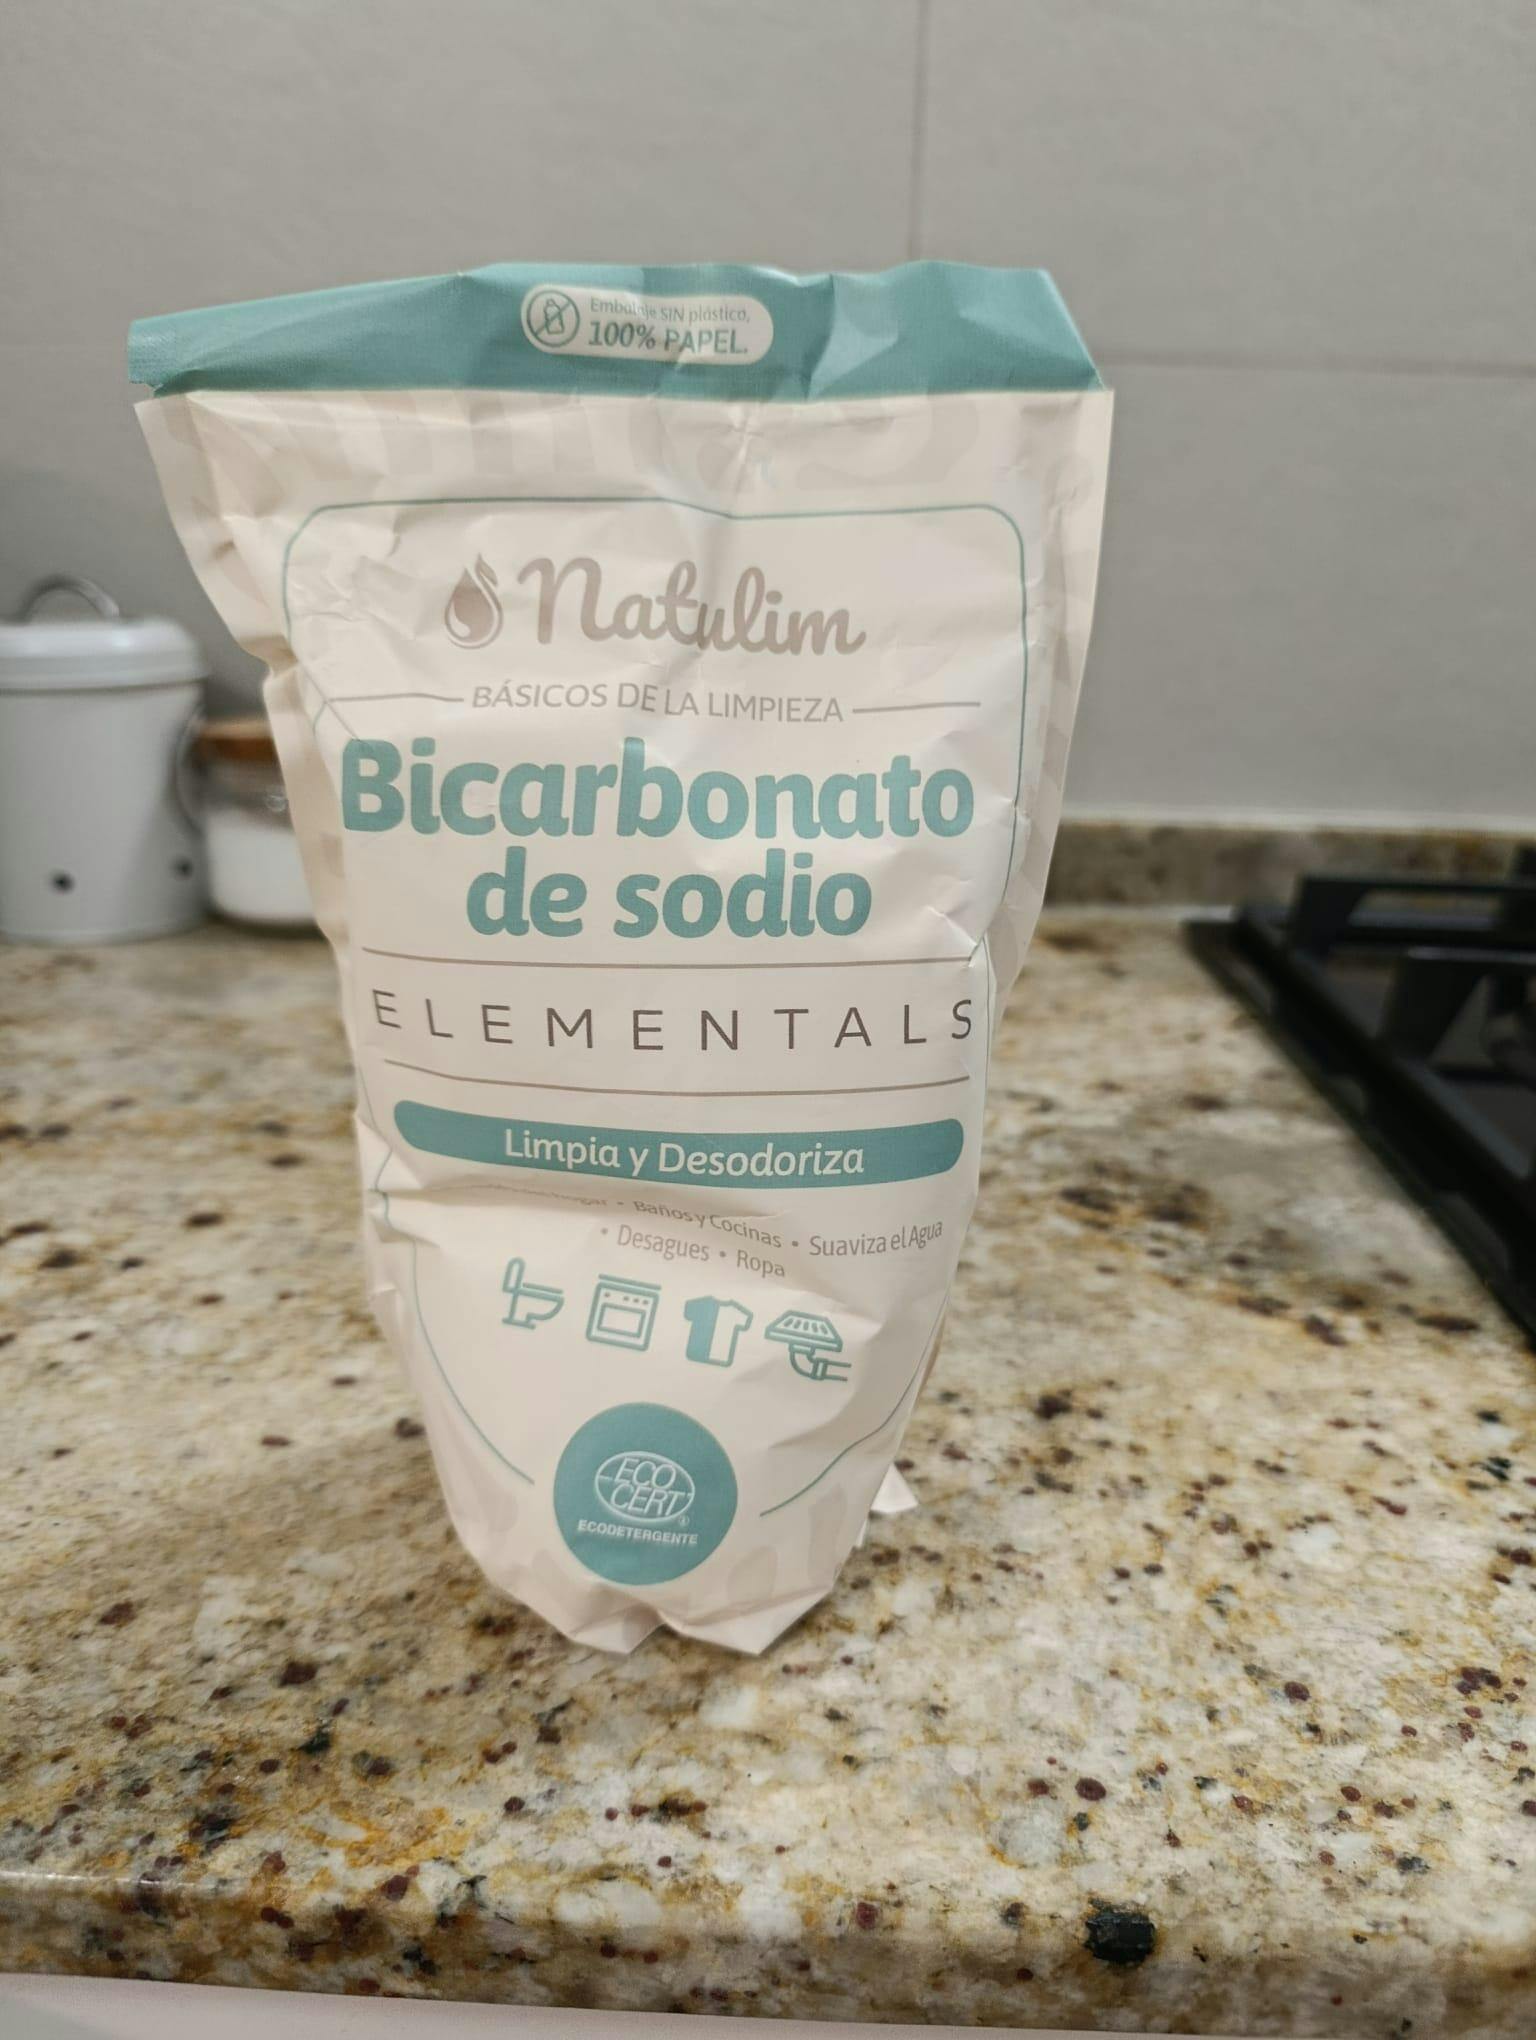 Embalaje SIN plástico,
100% PAPEL.
Natulim
BÁSICOS DE LA LIMPIEZA
Bicarbonato
de sodio
ELEMENTALS
Limpia y Desodoriza
hogar • Baños y Cocinas • Suaviza el Agua
• Desagues • Ropa
ECO
CERT
ECODETERGENTE